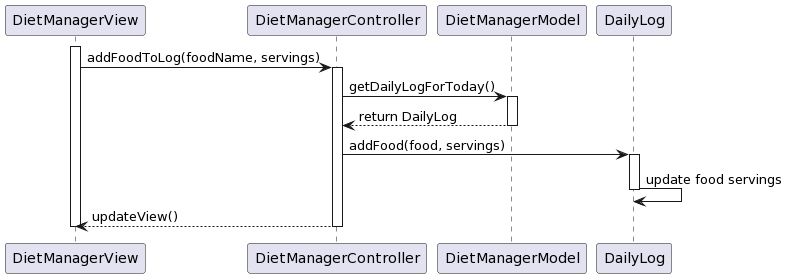 DietManagerView
DietManagerController
DietManagerModel
DailyLog
addFoodToLog(foodName, servings)
getDailyLogForToday()
return DailyLog
addFood(food, servings)
update food servings
updateView()
DietManagerView
DietManagerController
DietManagerModel
DailyLog